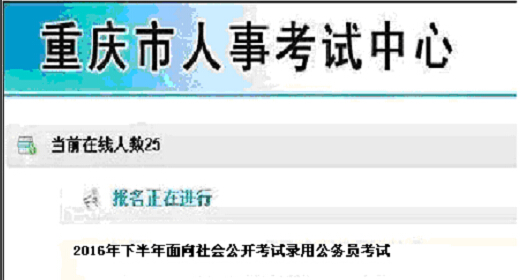 重庆市人事考试中心
当前在线人数25
报名正在进行
2016年下半年面向社会公开考试录用公务员考试